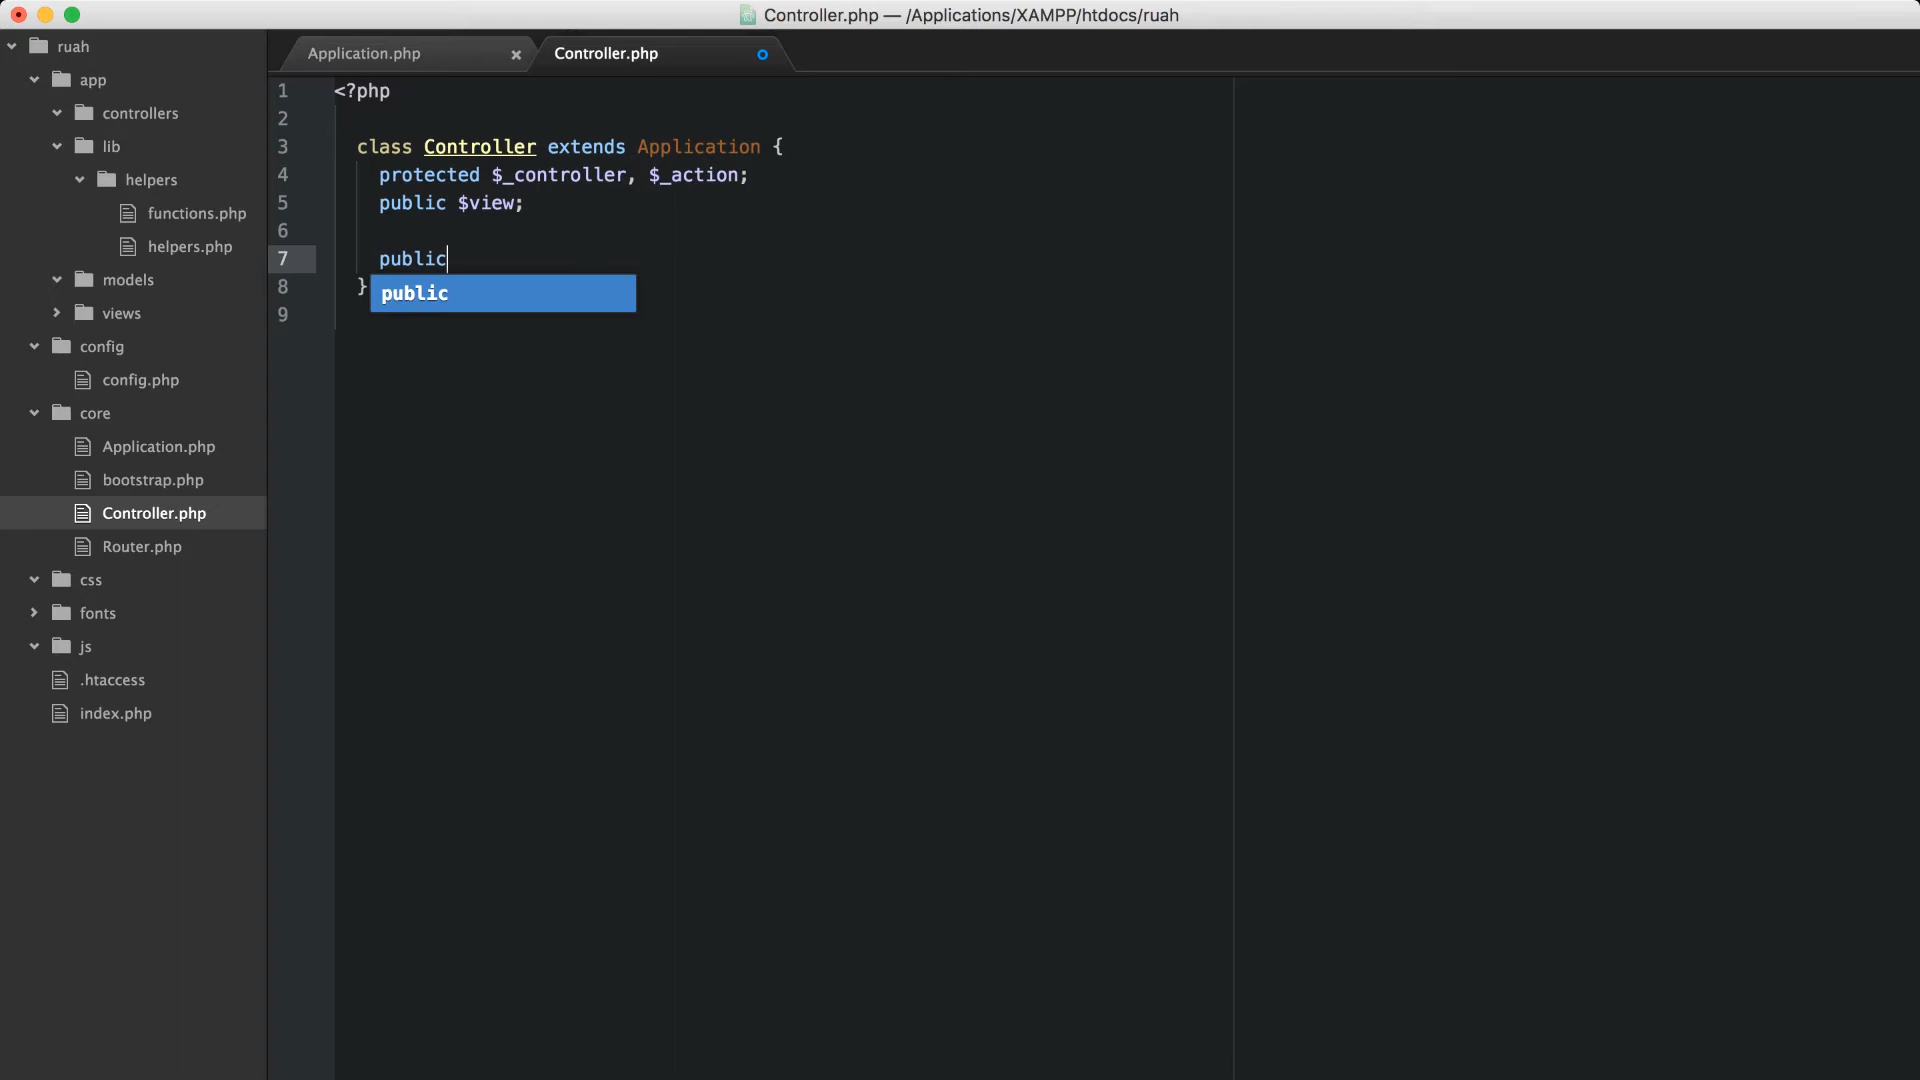 Controller.php — /Applications/XAMPP/htdocs/ruah
ruah
app
controllers
lib
helpers
functions.php
helpers.php
models
views
config
config.php
core
Application.php
bootstrap.php
Controller.php
Router.php
css
fonts
js
.htaccess
index.php
Application.php
Controller.php
1 <?php
2
3 class Controller extends Application {
4 protected $_controller, $_action;
5 public $view;
6
7 public
8 }
9
public